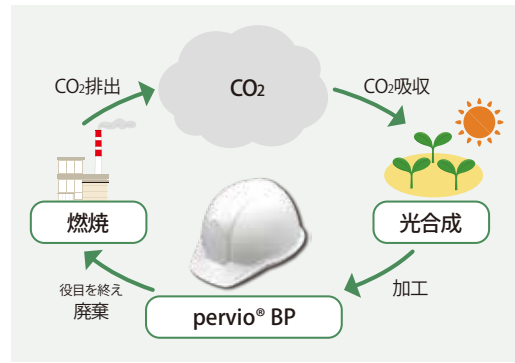 CO₂
CO₂排出
CO₂吸収
燃焼
光合成
役目を終え
廃棄
加工
pervio® BP